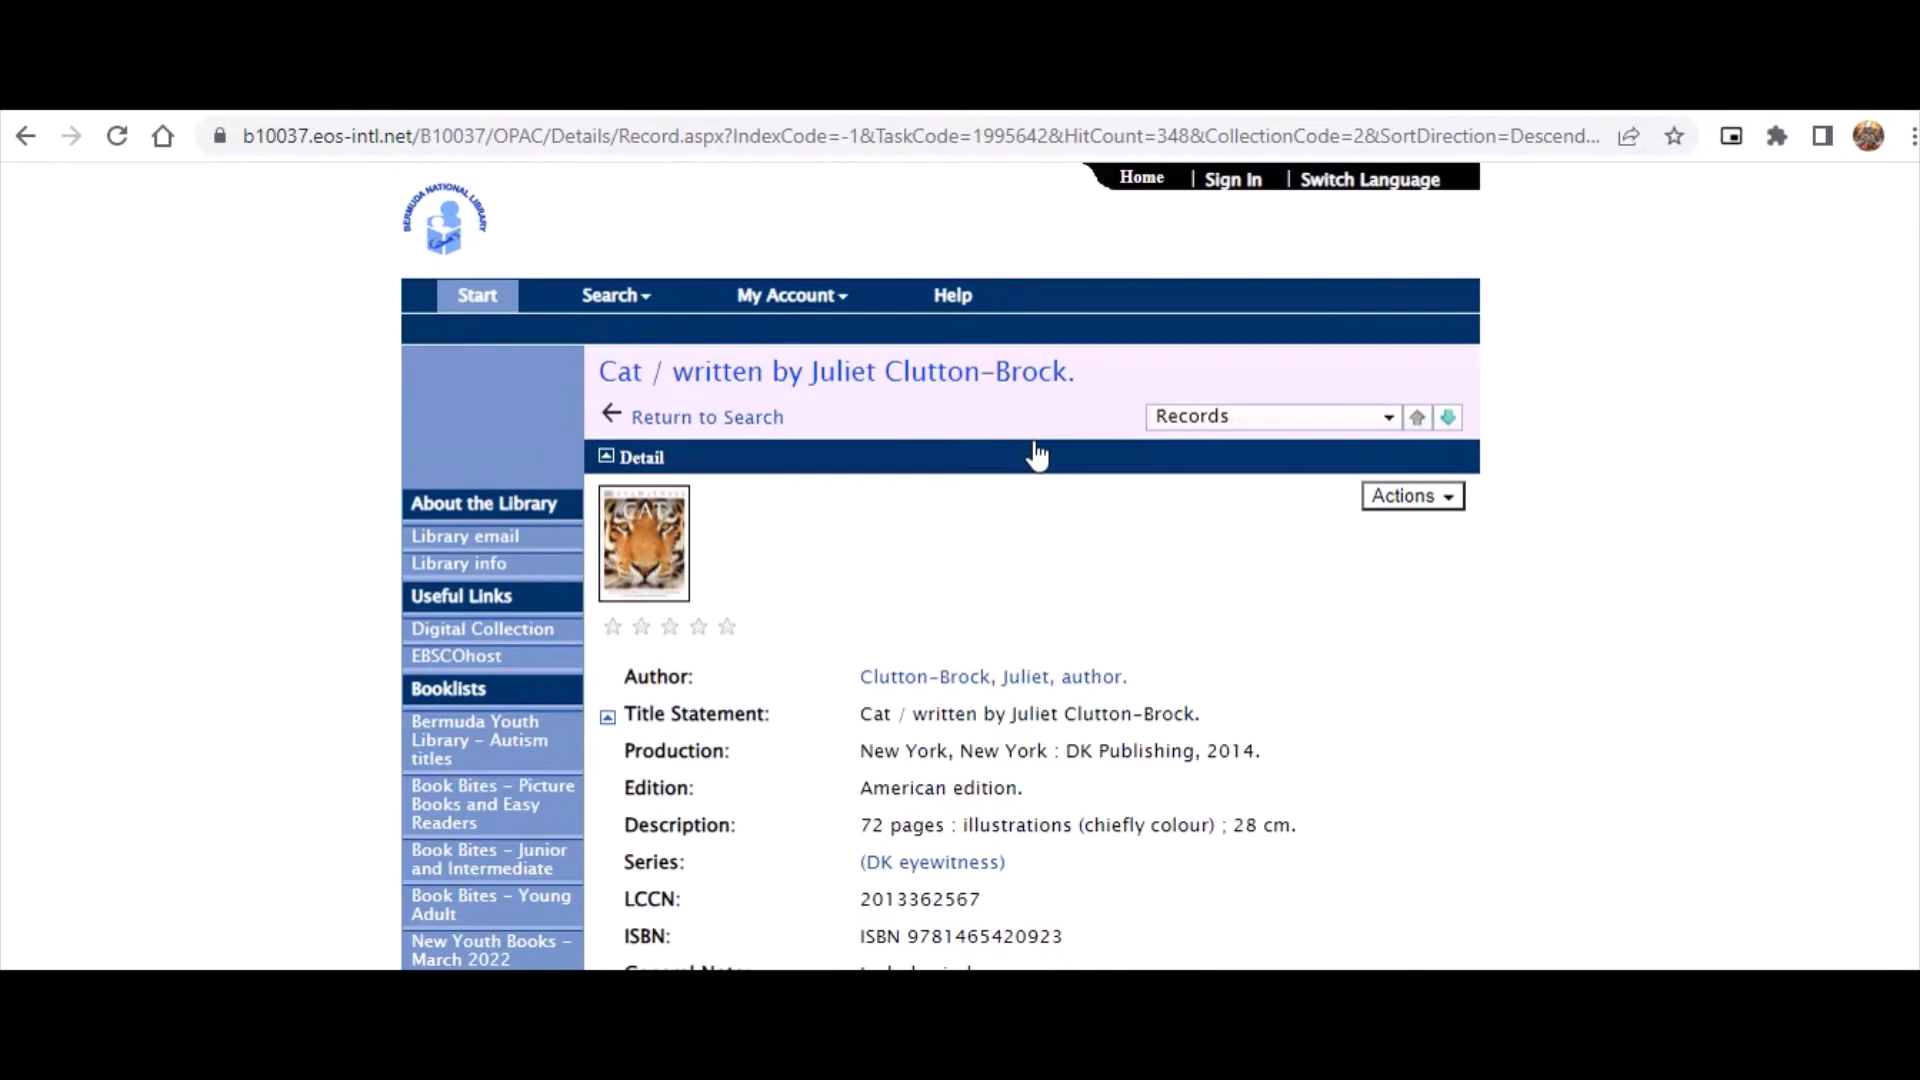 b10037.eos-intl.net/B10037/OPAC/Details/Record.aspx?IndexCode=-1&TaskCode=1995642&HitCount=348&CollectionCode=2&SortDirection=Descend...
Home | Sign In | Switch Language
BERMUDA NATIONAL LIBRARY
Start Search My Account Help
Cat / written by Juliet Clutton-Brock.
Return to Search
Records
Detail
Actions
CAT
About the Library
Library email
Library info
Useful Links
Digital Collection
EBSCOhost
Booklists
Bermuda Youth
Library - Autism
titles
Book Bites - Picture
Books and Easy
Readers
Book Bites - Junior
and Intermediate
Book Bites - Young
Adult
New Youth Books -
March 2022
Author: Clutton-Brock, Juliet, author.
Title Statement: Cat / written by Juliet Clutton-Brock.
Production: New York, New York : DK Publishing, 2014.
Edition: American edition.
Description: 72 pages : illustrations (chiefly colour) ; 28 cm.
Series: (DK eyewitness)
LCCN: 2013362567
ISBN: ISBN 9781465420923